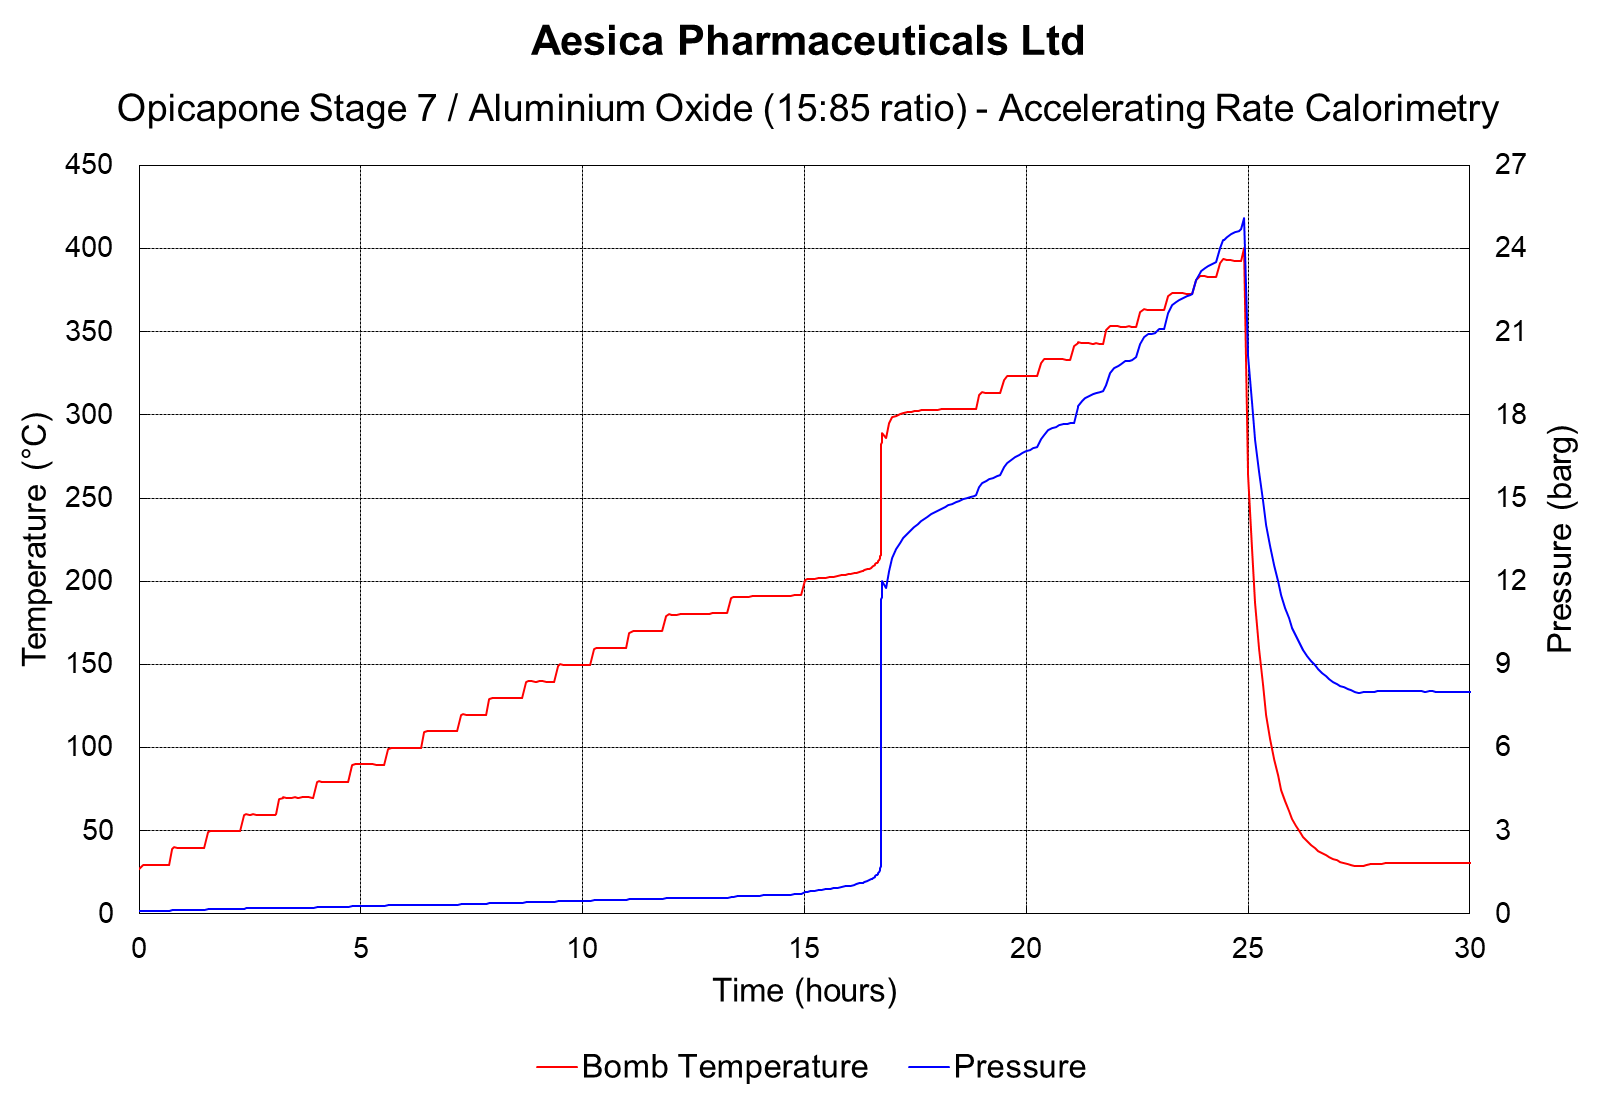 Aesica Pharmaceuticals Ltd
Opicapone Stage 7 / Aluminium Oxide (15:85 ratio) - Accelerating Rate Calorimetry
450
400
350
300
250
200
150
100
50
0
Temperature (°C)
27
24
21
18
15
12
9
6
3
0
Pressure (barg)
0 5 10 15 20 25 30
Time (hours)
Bomb Temperature Pressure